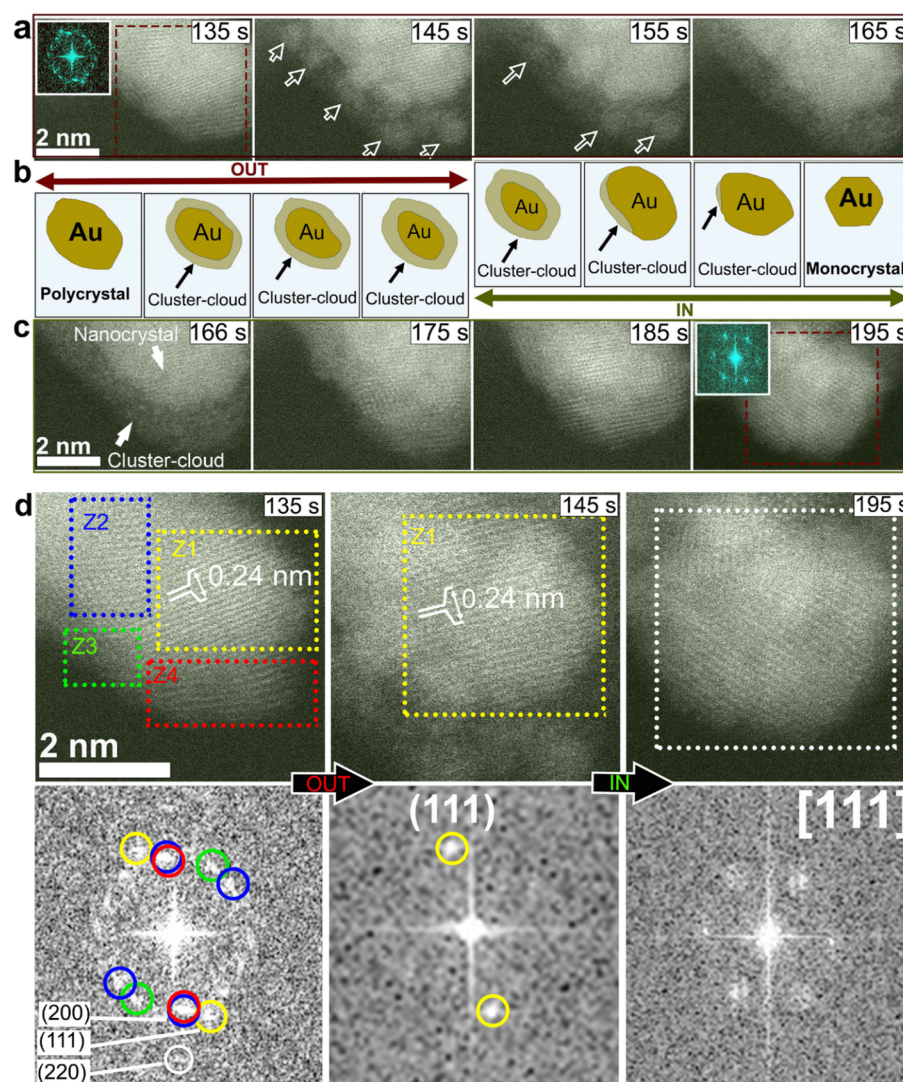 a
135 s
145 s
155 s
165 s
2 nm
b
OUT
Au
Au
Au
Au
Au
Au
Au
Au
Polycrystal
Cluster-cloud
Cluster-cloud
Cluster-cloud
Cluster-cloud
Cluster-cloud
Cluster-cloud
Monocrystal
IN
c
Nanocrystal
166 s
175 s
185 s
195 s
2 nm
Cluster-cloud
d
135 s
145 s
195 s
Z2
Z1
Z1
0.24 nm
0.24 nm
Z3
Z4
2 nm
OUT
IN
(111)
[111]
(200)
(111)
(220)